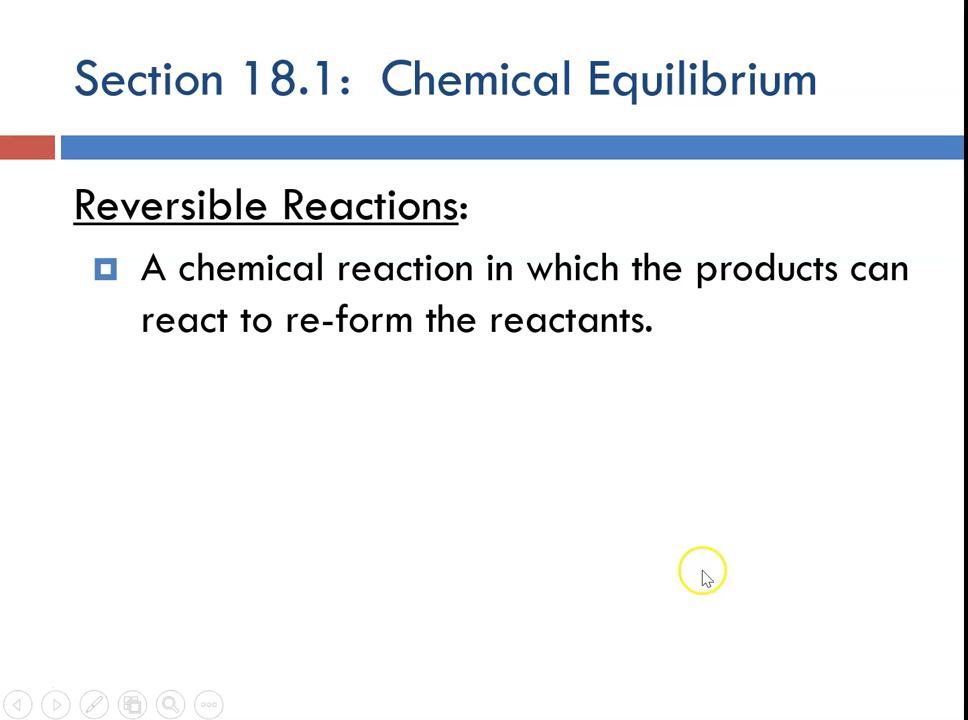 Section 18.1: Chemical Equilibrium
Reversible Reactions:
A chemical reaction in which the products can
react to re-form the reactants.